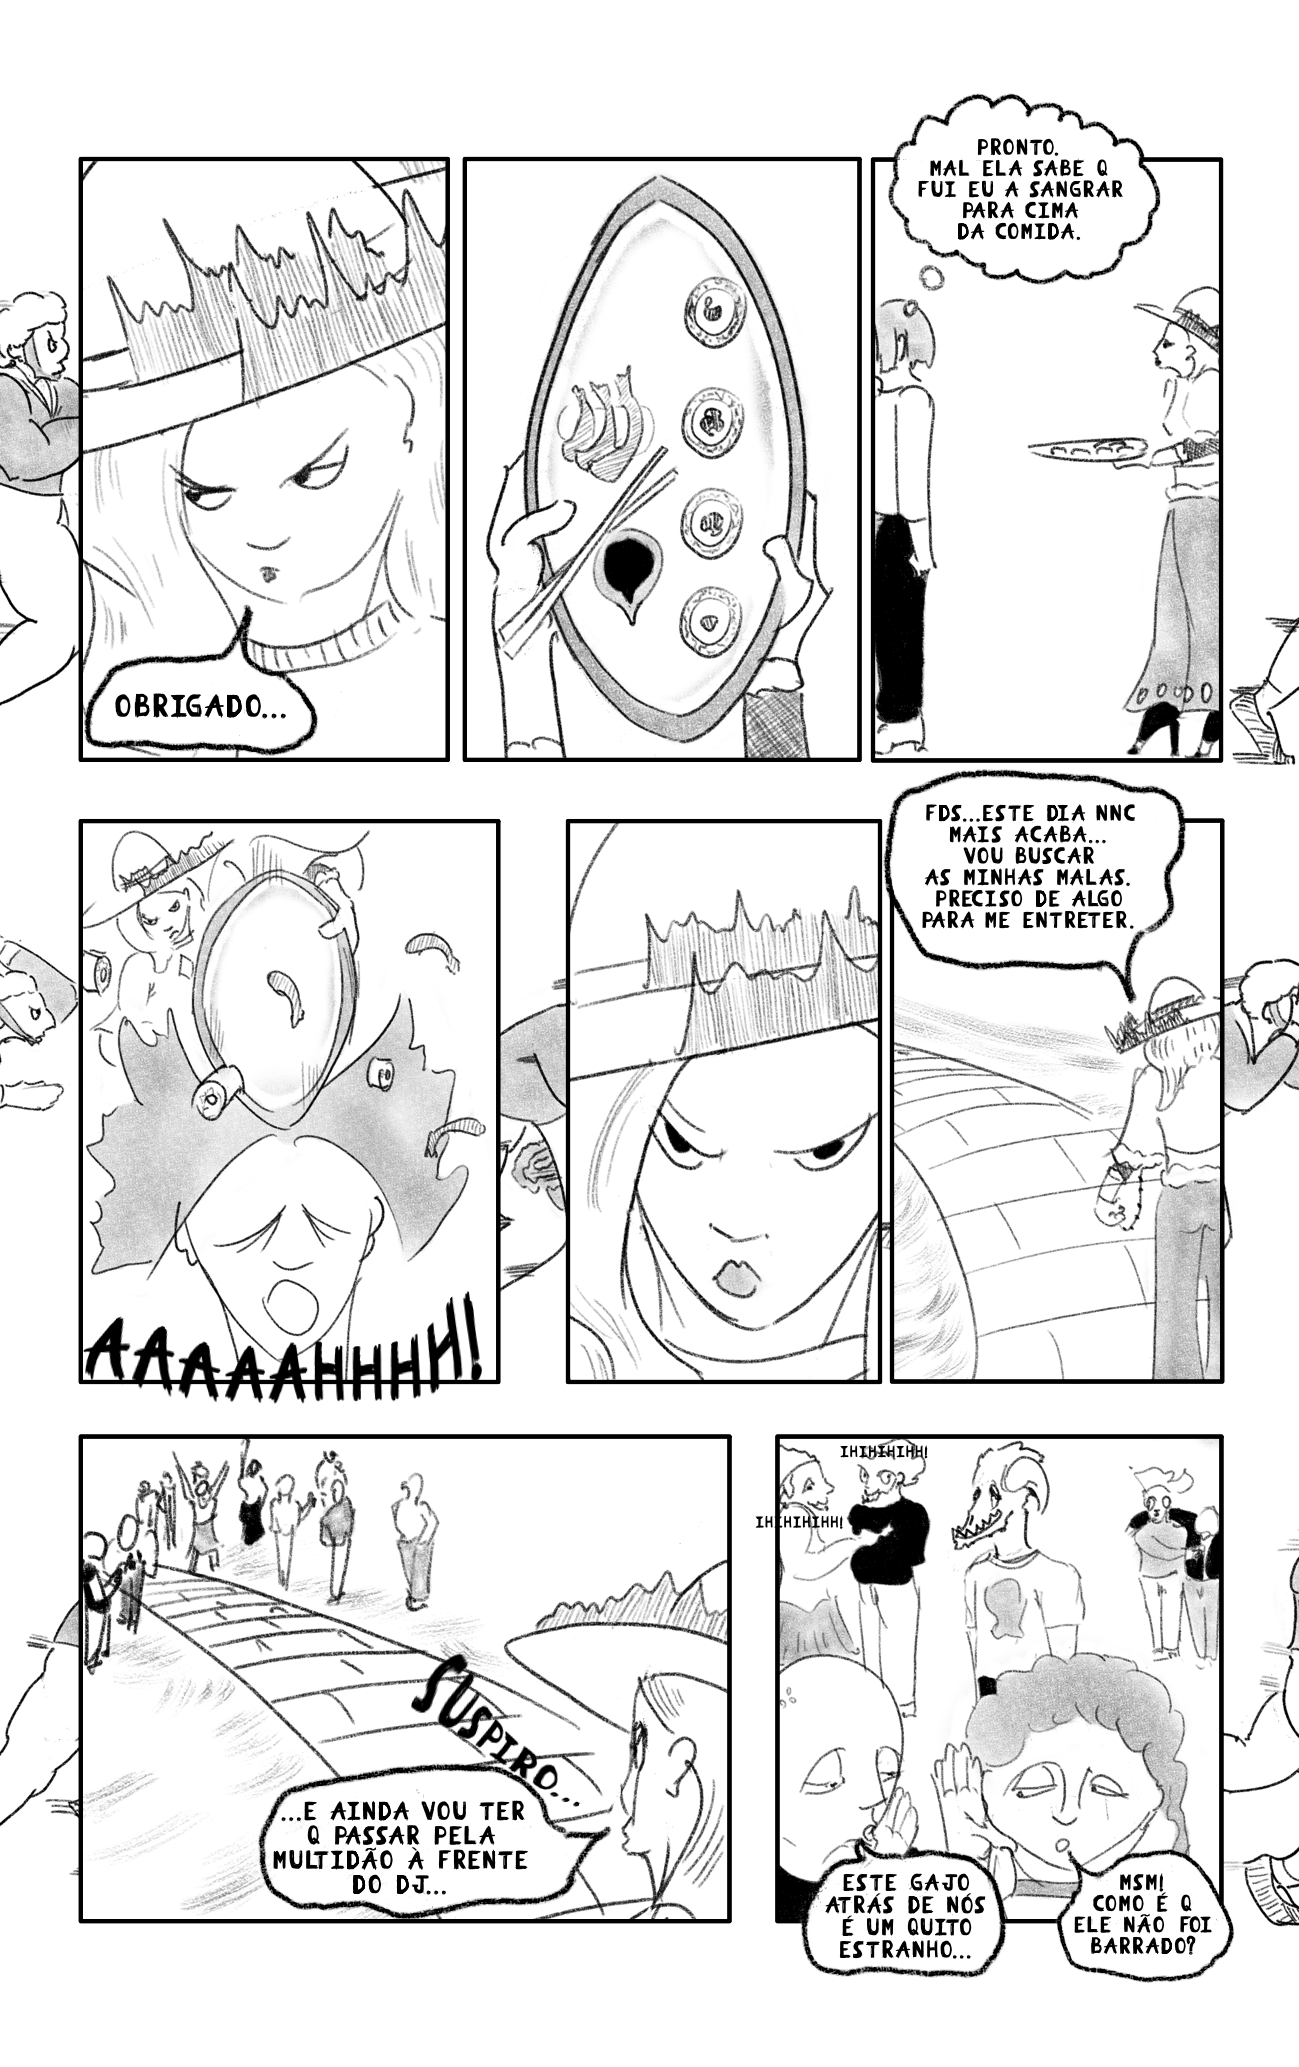 OBRIGADO...
PRONTO.
MAL ELA SABE Q
FUI EU A SANGRAR
PARA CIMA
DA COMIDA.
AAAAAHHHHH!
FDS...ESTE DIA NNC
MAIS ACABA...
VOU BUSCAR
AS MINHAS MALAS.
PRECISO DE ALGO
PARA ME ENTRETER.
SUSPIRO...
...E AINDA VOU TER
Q PASSAR PELA
MULTIDÃO À FRENTE
DO DJ...
IHIHIHIHH!
IHIHIHIHH!
ESTE GAJO
ATRÁS DE NÓS
É UM QUITO
ESTRANHO...
MSM!
COMO É Q
ELE NÃO FOI
BARRADO?